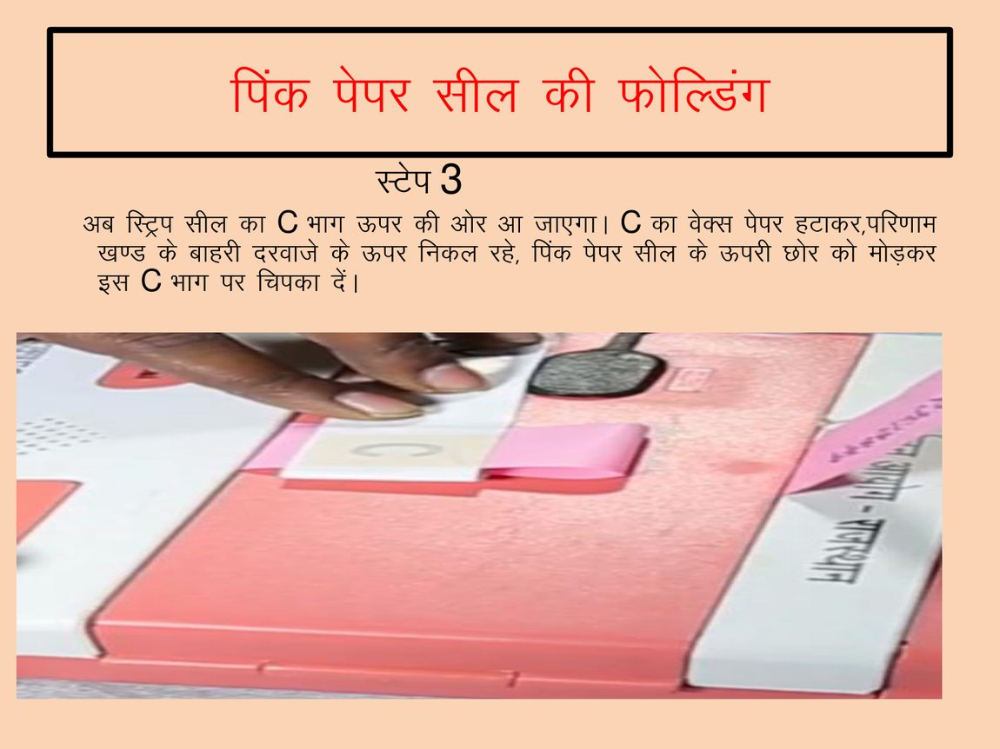 पिंक पेपर सील की फोल्डिंग
स्टेप 3
अब स्ट्रिप सील का C भाग ऊपर की ओर आ जाएगा। C का वेक्स पेपर हटाकर,परिणाम
खण्ड के बाहरी दरवाजे के ऊपर निकल रहे, पिंक पेपर सील के ऊपरी छोर को मोड़कर
इस C भाग पर चिपका दें।
C
राजस्थान -